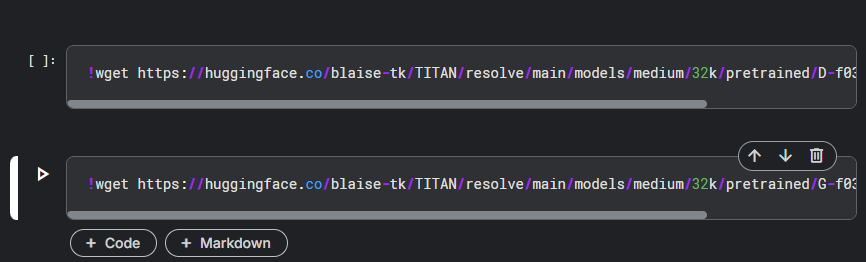 [ ]:
!wget https://huggingface.co/blaise-tk/TITAN/resolve/main/models/medium/32k/pretrained/D-f03
!wget https://huggingface.co/blaise-tk/TITAN/resolve/main/models/medium/32k/pretrained/G-f03
+ Code
+ Markdown